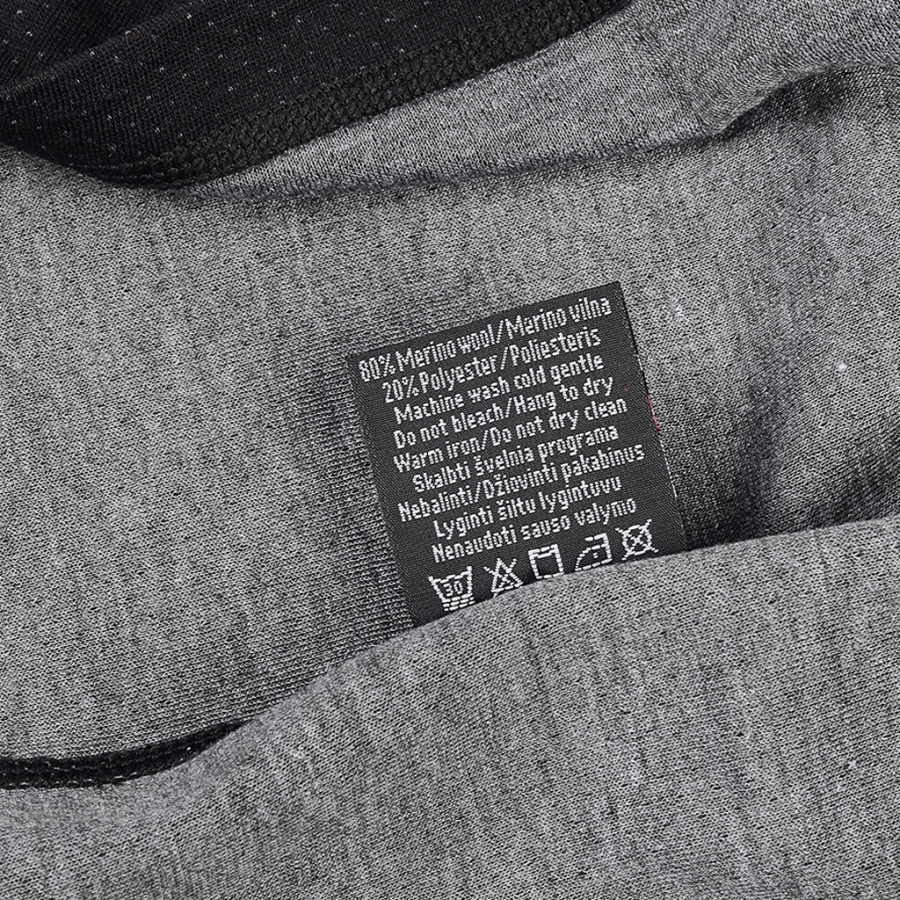 80% Merino wool/Merino vilna
20% Polyester/Poliesteris
Machine wash cold gentle
Do not bleach/Hang to dry
Warm iron/Do not dry clean
Skalbti švelnia programa
Nebalinti/Džiovinti pakabinus
Lyginti šiltu lygintuvu
Nenaudoti sauso valymo
30